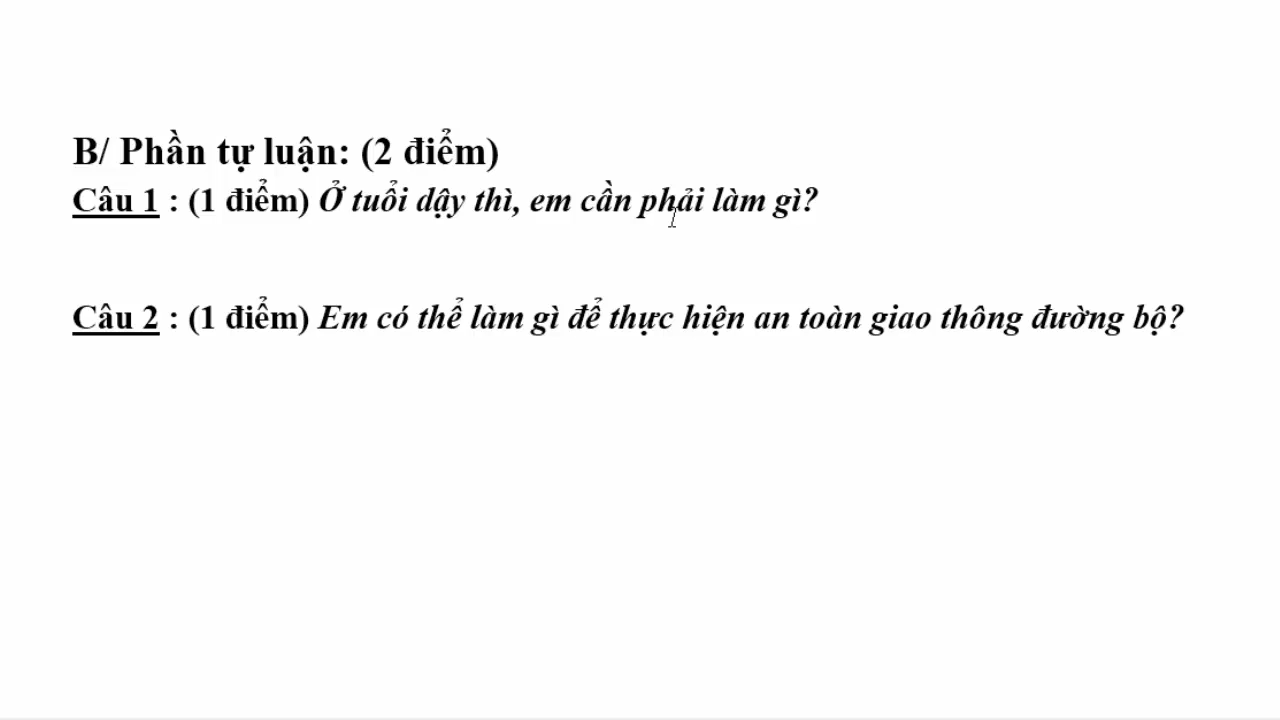 B/ Phần tự luận: (2 điểm)
Câu 1 : (1 điểm) Ở tuổi dậy thì, em cần phải làm gì?
Câu 2 : (1 điểm) Em có thể làm gì để thực hiện an toàn giao thông đường bộ?